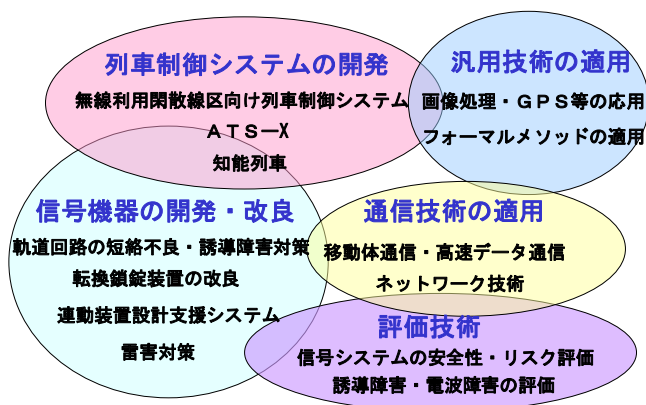 列車制御システムの開発
無線利用閑散線区向け列車制御システム
ＡＴＳ－X
知能列車
汎用技術の適用
画像処理・ＧＰＳ等の応用
フォーマルメソッドの適用
信号機器の開発・改良
軌道回路の短絡不良・誘導障害対策
転換鎖錠装置の改良
連動装置設計支援システム
雷害対策
通信技術の適用
移動体通信・高速データ通信
ネットワーク技術
評価技術
信号システムの安全性・リスク評価
誘導障害・電波障害の評価